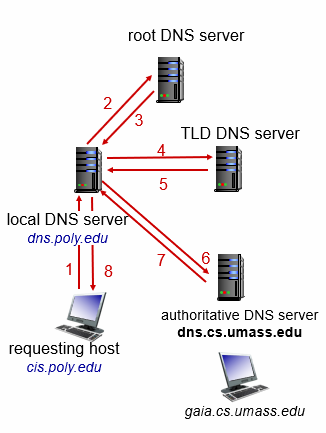 root DNS server
2
3
TLD DNS server
4
5
local DNS server
dns.poly.edu
6
7
1
8
authoritative DNS server
dns.cs.umass.edu
requesting host
cis.poly.edu
gaia.cs.umass.edu